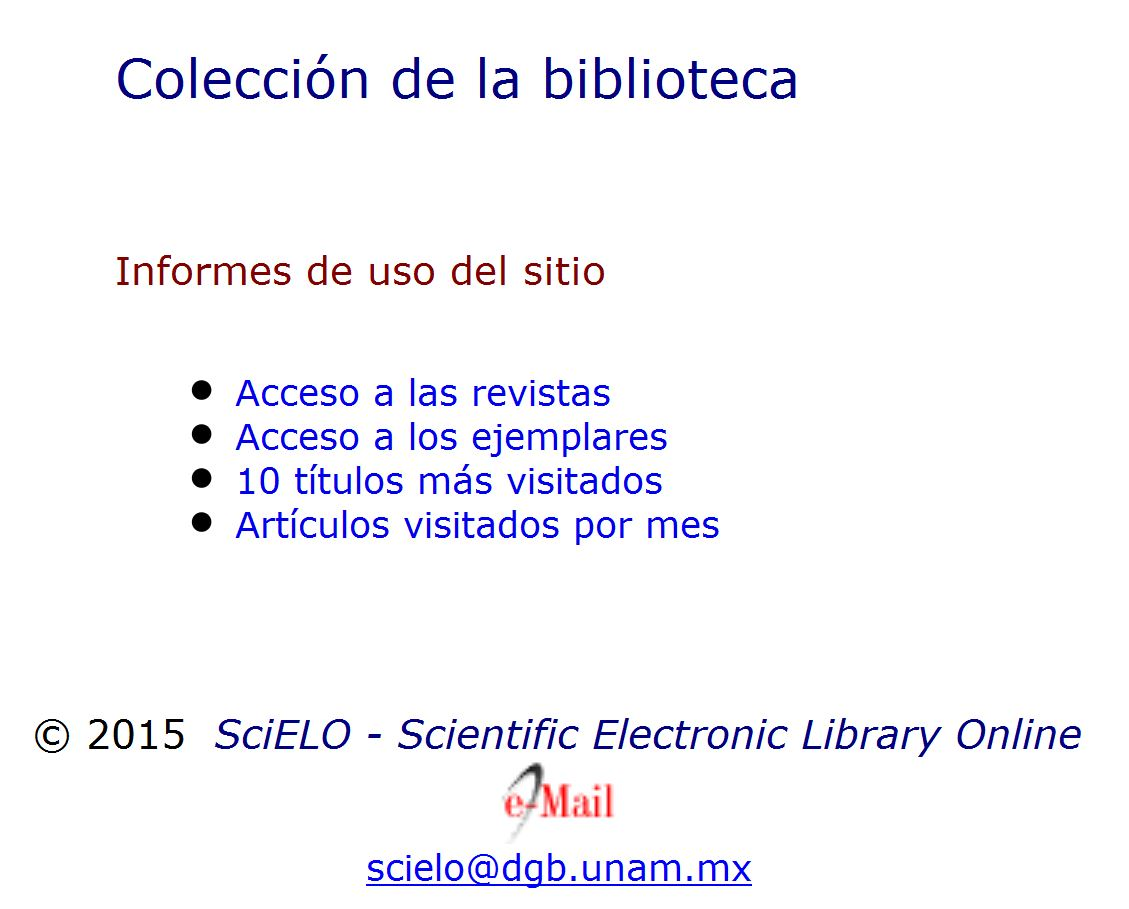 Colección de la biblioteca
Informes de uso del sitio
● Acceso a las revistas
● Acceso a los ejemplares
● 10 títulos más visitados
● Artículos visitados por mes
© 2015 SciELO - Scientific Electronic Library Online
e-Mail
scielo@dgb.unam.mx